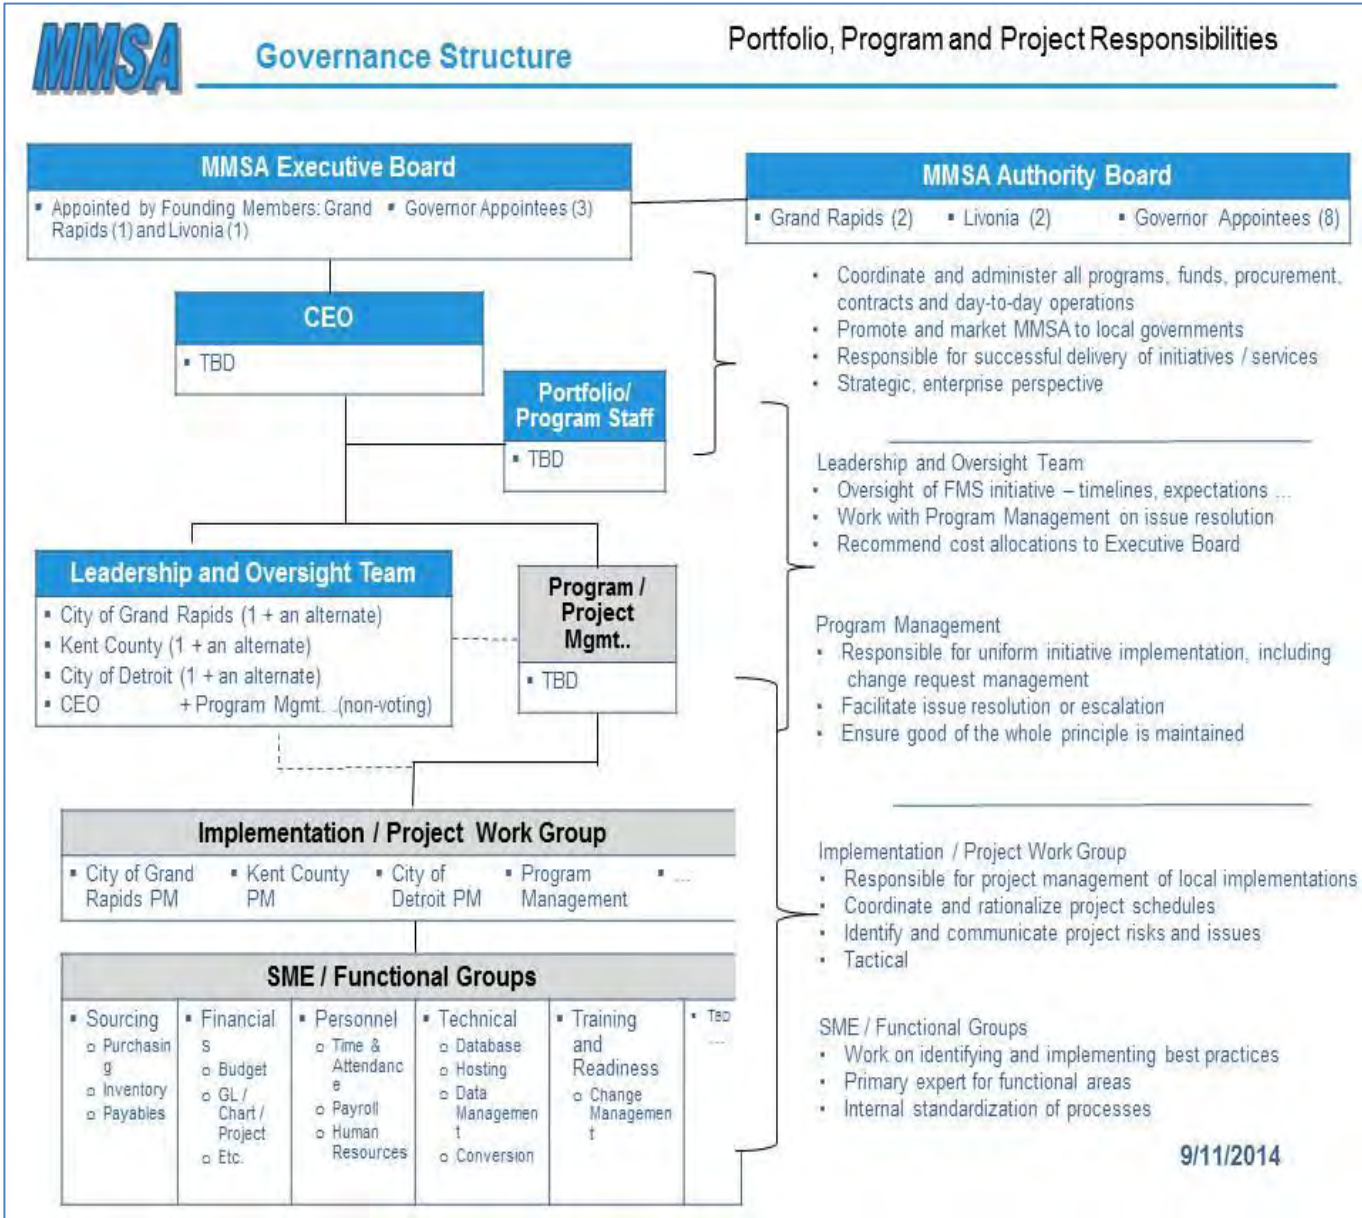 MMSA
Governance Structure
Portfolio, Program and Project Responsibilities
MMSA Executive Board
▪ Appointed by Founding Members: Grand
Rapids (1) and Livonia (1)
▪ Governor Appointees (3)
MMSA Authority Board
▪ Grand Rapids (2) ▪ Livonia (2) ▪ Governor Appointees (8)
CEO
▪ TBD
Portfolio/
Program Staff
▪ TBD
• Coordinate and administer all programs, funds, procurement,
contracts and day-to-day operations
• Promote and market MMSA to local governments
• Responsible for successful delivery of initiatives / services
• Strategic, enterprise perspective
Leadership and Oversight Team
▪ City of Grand Rapids (1 + an alternate)
▪ Kent County (1 + an alternate)
▪ City of Detroit (1 + an alternate)
▪ CEO + Program Mgmt.. (non-voting)
Program /
Project
Mgmt..
▪ TBD
Leadership and Oversight Team
• Oversight of FMS initiative – timelines, expectations ...
• Work with Program Management on issue resolution
• Recommend cost allocations to Executive Board
Program Management
• Responsible for uniform initiative implementation, including
change request management
• Facilitate issue resolution or escalation
• Ensure good of the whole principle is maintained
Implementation / Project Work Group
▪ City of Grand
Rapids PM
▪ Kent County
PM
▪ City of
Detroit PM
▪ Program
Management
▪ ...
Implementation / Project Work Group
• Responsible for project management of local implementations
• Coordinate and rationalize project schedules
• Identify and communicate project risks and issues
• Tactical
SME / Functional Groups
▪ Sourcing
o Purchasin
g
o Inventory
o Payables
▪ Financial
s
o Budget
o GL /
Chart /
Project
o Etc.
▪ Personnel
o Time &
Attendanc
e
o Payroll
o Human
Resources
▪ Technical
o Database
o Hosting
o Data
Managemen
t
o Conversion
▪ Training
and
Readiness
o Change
Managemen
t
▪ TBD
...
SME / Functional Groups
• Work on identifying and implementing best practices
• Primary expert for functional areas
• Internal standardization of processes
9/11/2014